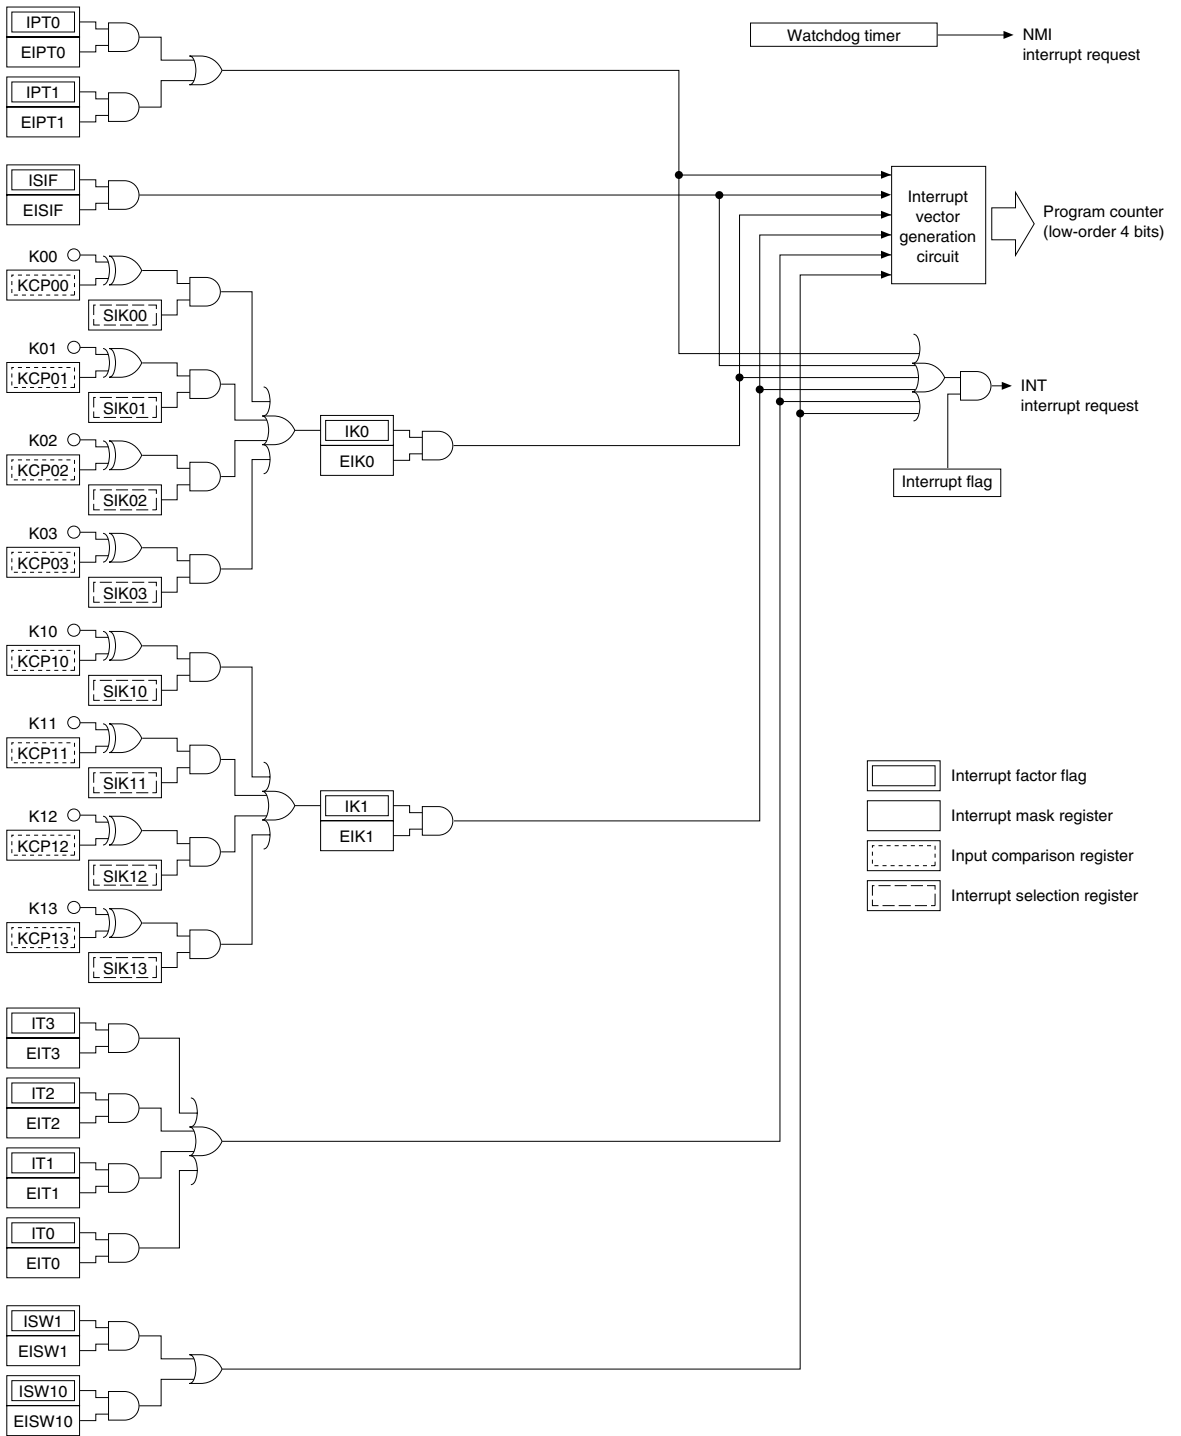 IPT0
EIPT0
IPT1
EIPT1
Watchdog timer
NMI
interrupt request
ISIF
EISIF
Interrupt
vector
generation
circuit
Program counter
(low-order 4 bits)
K00
KCP00
SIK00
K01
KCP01
SIK01
K02
KCP02
SIK02
K03
KCP03
SIK03
IK0
EIK0
INT
interrupt request
Interrupt flag
K10
KCP10
SIK10
K11
KCP11
SIK11
K12
KCP12
SIK12
K13
KCP13
SIK13
IK1
EIK1
Interrupt factor flag
Interrupt mask register
Input comparison register
Interrupt selection register
IT3
EIT3
IT2
EIT2
IT1
EIT1
IT0
EIT0
ISW1
EISW1
ISW10
EISW10